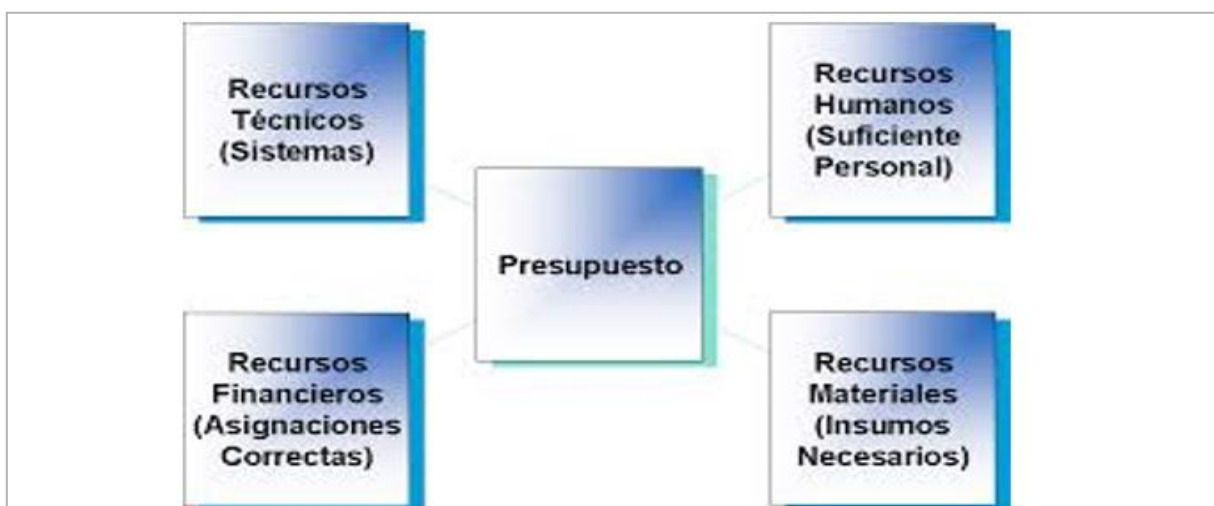 Recursos
Técnicos
(Sistemas)
Recursos
Humanos
(Suficiente
Personal)
Presupuesto
Recursos
Financieros
(Asignaciones
Correctas)
Recursos
Materiales
(Insumos
Necesarios)